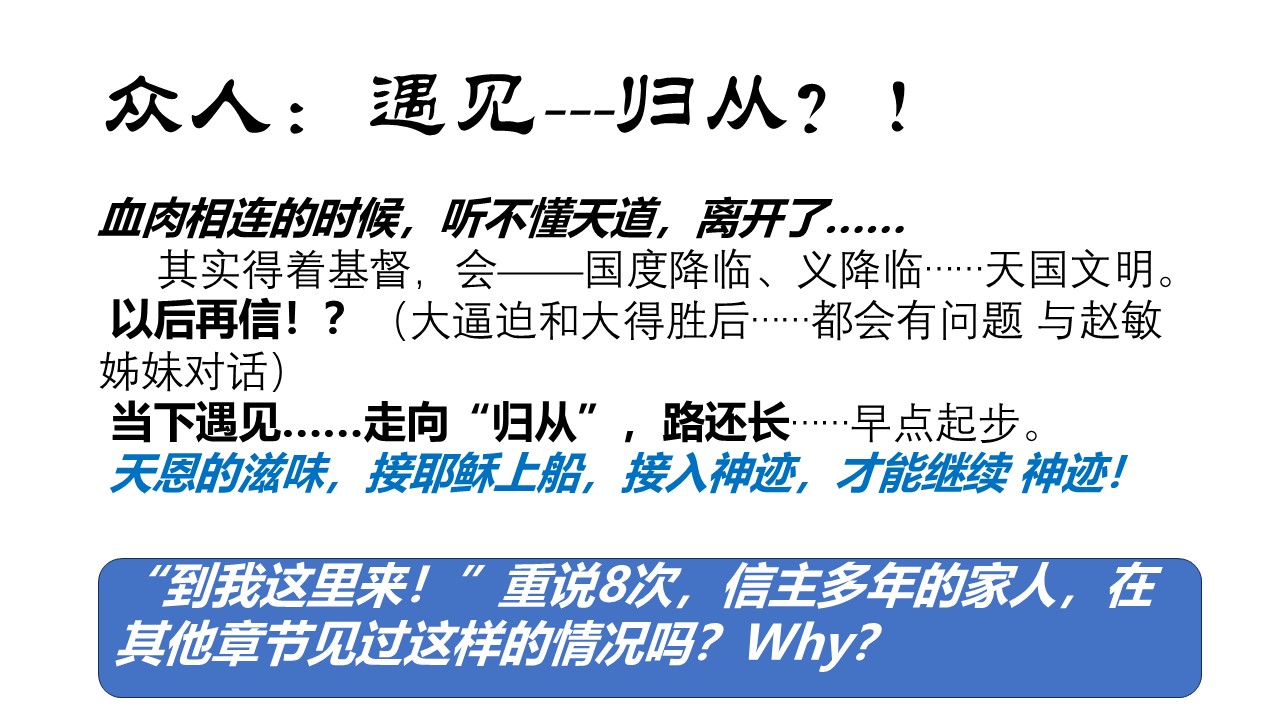 众人：遇见---归从？！
血肉相连的时候，听不懂天道，离开了……
其实得着基督，会——国度降临、义降临……天国文明。
以后再信！？（大逼迫和大得胜后……都会有问题 与赵敏
姊妹对话）
当下遇见……走向“归从”，路还长……早点起步。
天恩的滋味，接耶稣上船，接入神迹，才能继续 神迹！
“到我这里来！”重说8次，信主多年的家人，在
其他章节见过这样的情况吗？Why？